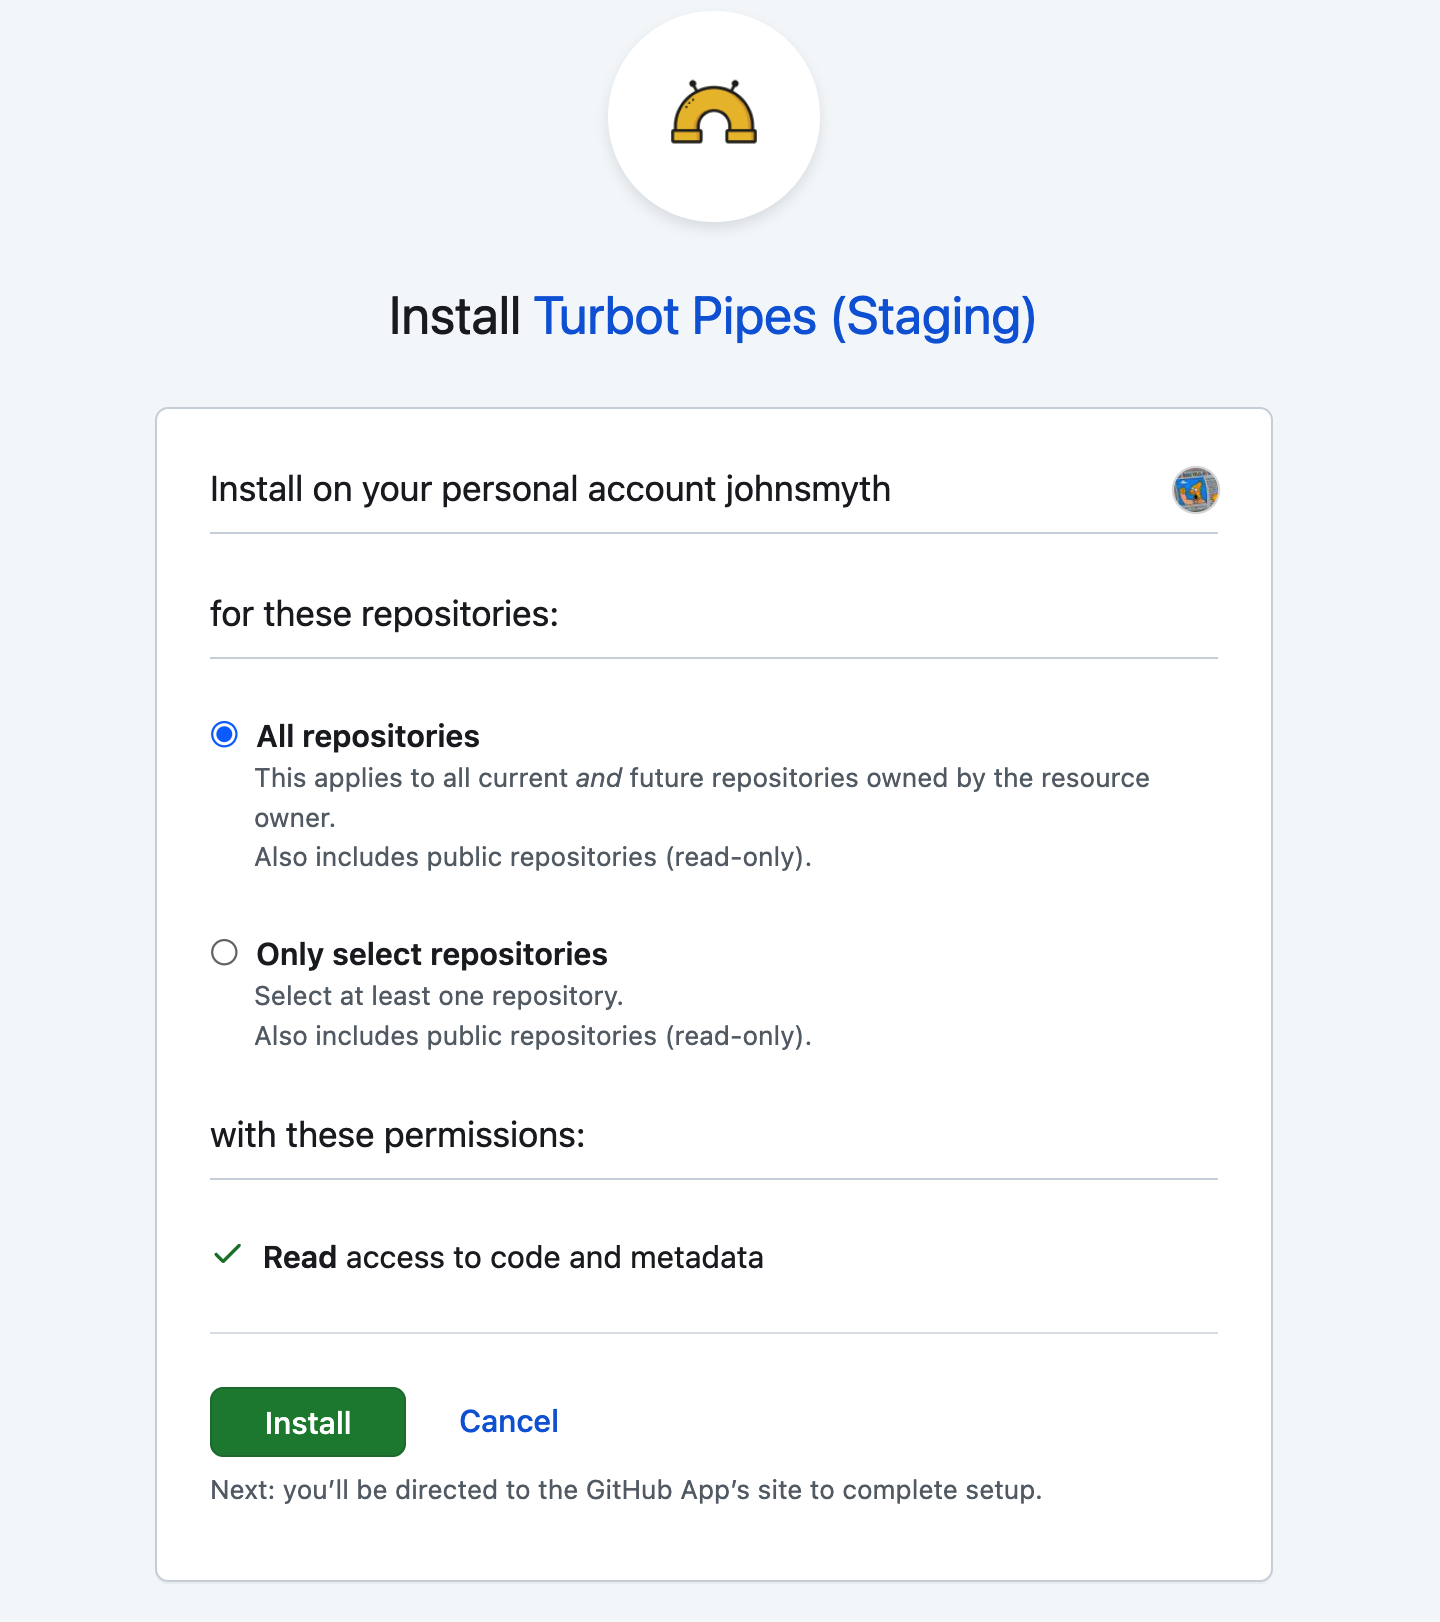 Install Turbot Pipes (Staging)
Install on your personal account johnsmyth
for these repositories:
All repositories
This applies to all current and future repositories owned by the resource
owner.
Also includes public repositories (read-only).
Only select repositories
Select at least one repository.
Also includes public repositories (read-only).
with these permissions:
Read access to code and metadata
Install Cancel
Next: you’ll be directed to the GitHub App’s site to complete setup.